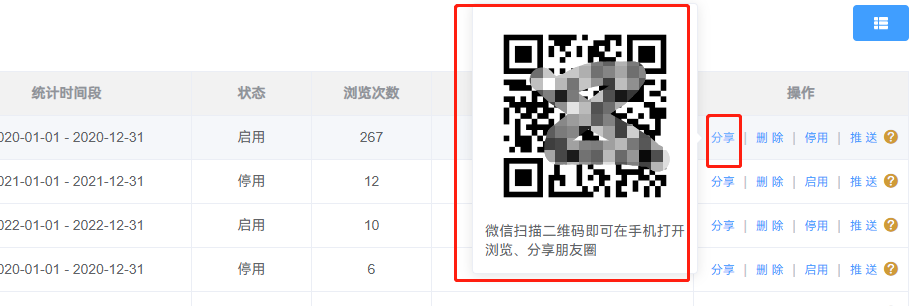 统计时间段 状态 浏览次数 操作
020-01-01 - 2020-12-31 启用 267 分享 | 删除 | 停用 | 推送 ?
021-01-01 - 2021-12-31 停用 12 分享 | 删除 | 启用 | 推送 ?
022-01-01 - 2022-12-31 启用 10 分享 | 删除 | 停用 | 推送 ?
020-01-01 - 2020-12-31 停用 6 分享 | 删除 | 启用 | 推送 ?
微信扫描二维码即可在手机打开
浏览、分享朋友圈